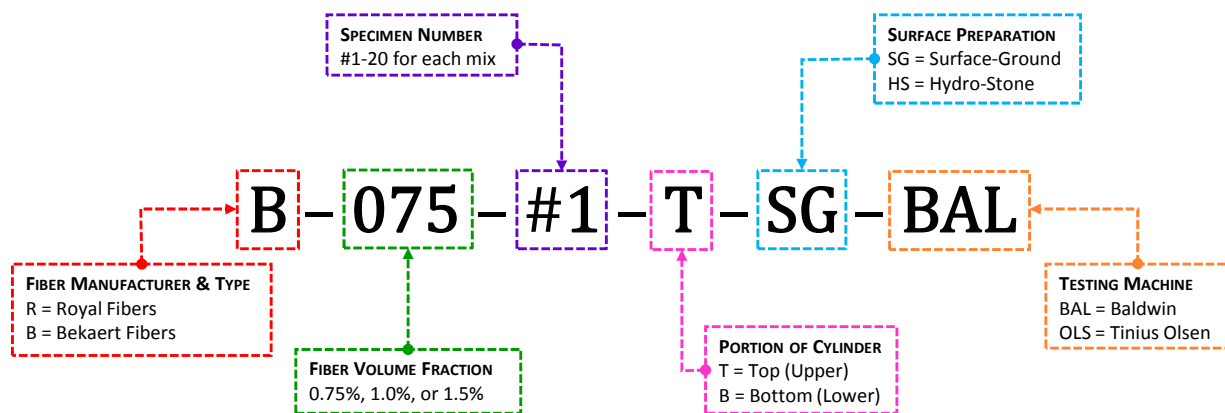 SPECIMEN NUMBER
#1-20 for each mix
SURFACE PREPARATION
SG = Surface-Ground
HS = Hydro-Stone
B – 075 – #1 – T – SG – BAL
FIBER MANUFACTURER & TYPE
R = Royal Fibers
B = Bekaert Fibers
FIBER VOLUME FRACTION
0.75%, 1.0%, or 1.5%
PORTION OF CYLINDER
T = Top (Upper)
B = Bottom (Lower)
TESTING MACHINE
BAL = Baldwin
OLS = Tinius Olsen